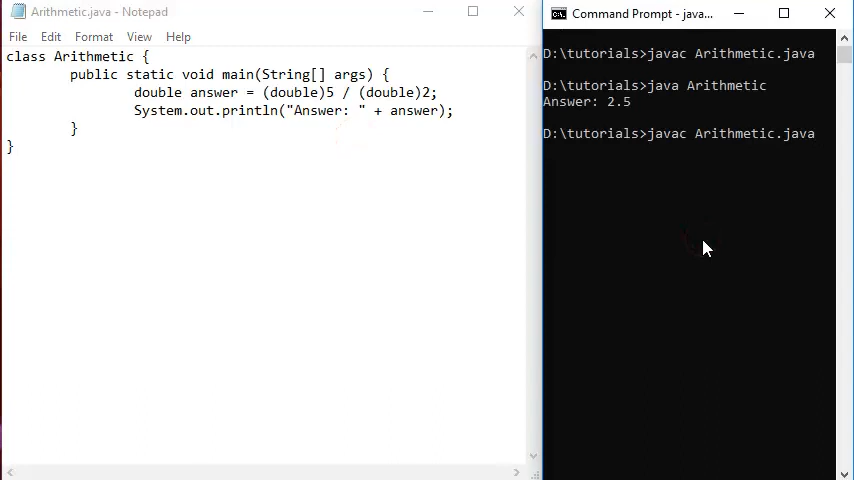 Arithmetic.java - Notepad
File Edit Format View Help
class Arithmetic {
public static void main(String[] args) {
double answer = (double)5 / (double)2;
System.out.println("Answer: " + answer);
}
}
Command Prompt - java...
D:\tutorials>javac Arithmetic.java
D:\tutorials>java Arithmetic
Answer: 2.5
D:\tutorials>javac Arithmetic.java